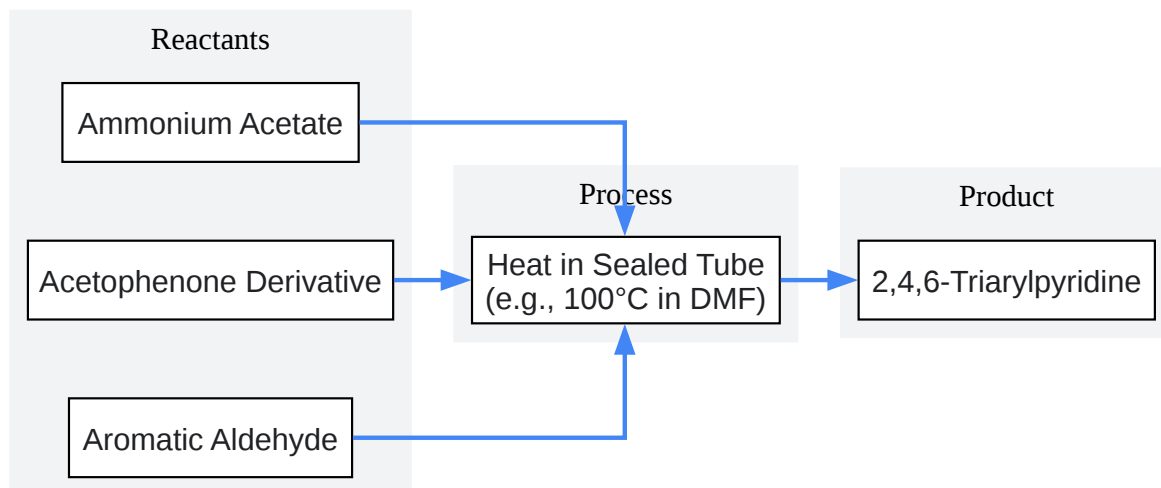 Reactants
Ammonium Acetate
Acetophenone Derivative
Aromatic Aldehyde
Process
Heat in Sealed Tube
(e.g., 100°C in DMF)
Product
2,4,6-Triarylpyridine